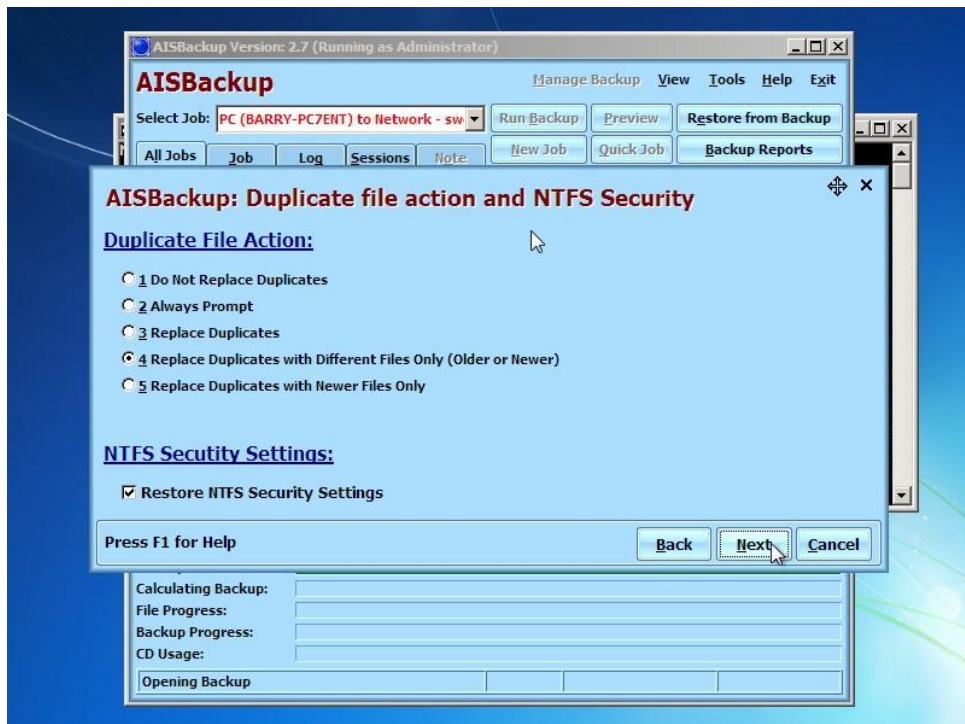 AISBackup Version: 2.7 (Running as Administrator)
AISBackup
Manage Backup View Tools Help Exit
Select Job: PC (BARRY-PC7ENT) to Network - sw
Run Backup Preview Restore from Backup
All Jobs Job Log Sessions Note
New Job Quick Job Backup Reports
AISBackup: Duplicate file action and NTFS Security
Duplicate File Action:
1 Do Not Replace Duplicates
2 Always Prompt
3 Replace Duplicates
4 Replace Duplicates with Different Files Only (Older or Newer)
5 Replace Duplicates with Newer Files Only
NTFS Secutity Settings:
Restore NTFS Security Settings
Press F1 for Help
Back Next Cancel
Calculating Backup:
File Progress:
Backup Progress:
CD Usage:
Opening Backup